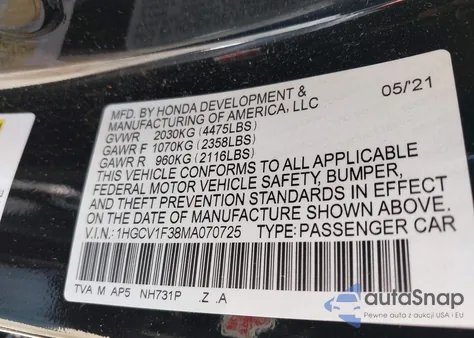 MFD. BY HONDA DEVELOPMENT & 05/'21
MANUFACTURING OF AMERICA, LLC
GVWR 2030KG (4475LBS)
GAWR F 1070KG (2358LBS)
GAWR R 960KG (2116LBS)
THIS VEHICLE CONFORMS TO ALL APPLICABLE
FEDERAL MOTOR VEHICLE SAFETY, BUMPER,
AND THEFT PREVENTION STANDARDS IN EFFECT
ON THE DATE OF MANUFACTURE SHOWN ABOVE.
V.I.N.: 1HGCV1F38MA070725 TYPE: PASSENGER CAR
TVA M AP5 NH731P .Z .A
autoSnap
Pewne auta z aukcji USA i EU